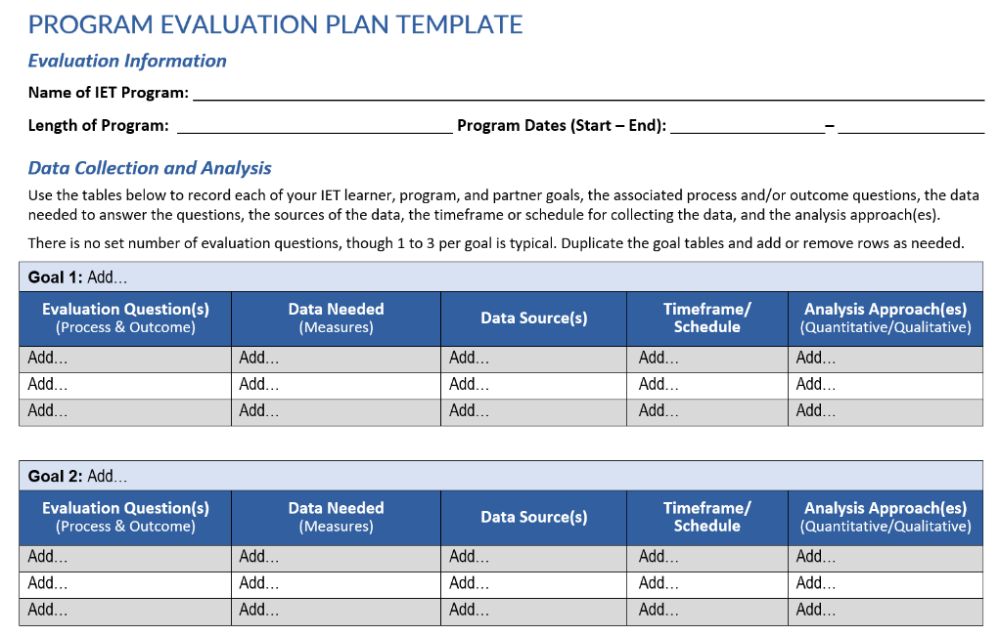 PROGRAM EVALUATION PLAN TEMPLATE
Evaluation Information
Name of IET Program: ________________
Length of Program: ________________ Program Dates (Start – End): ________________–________________
Data Collection and Analysis
Use the tables below to record each of your IET learner, program, and partner goals, the associated process and/or outcome questions, the data
needed to answer the questions, the sources of the data, the timeframe or schedule for collecting the data, and the analysis approach(es).
There is no set number of evaluation questions, though 1 to 3 per goal is typical. Duplicate the goal tables and add or remove rows as needed.
Goal 1: Add...
Evaluation Question(s) Data Needed Data Source(s) Timeframe/ Analysis Approach(es)
(Process & Outcome) (Measures) Schedule (Quantitative/Qualitative)
Add... Add... Add... Add... Add...
Add... Add... Add... Add... Add...
Add... Add... Add... Add... Add...
Goal 2: Add...
Evaluation Question(s) Data Needed Data Source(s) Timeframe/ Analysis Approach(es)
(Process & Outcome) (Measures) Schedule (Quantitative/Qualitative)
Add... Add... Add... Add... Add...
Add... Add... Add... Add... Add...
Add... Add... Add... Add... Add...